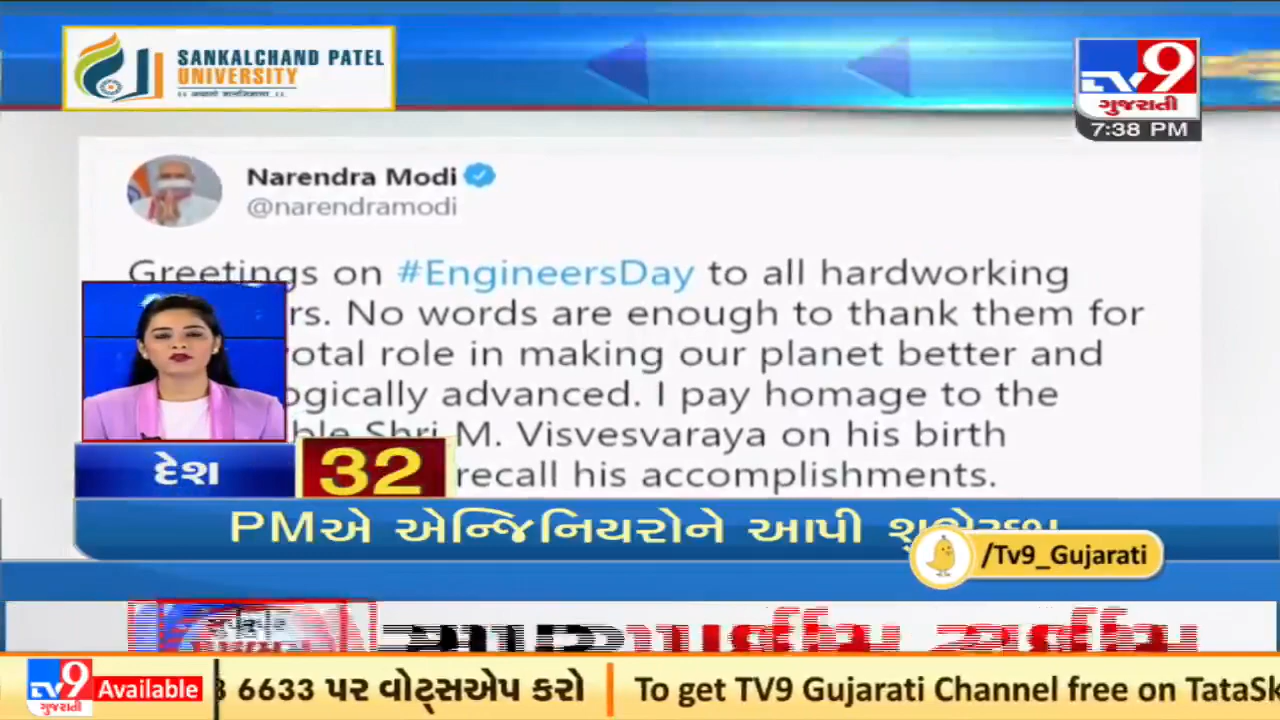 SANKALCHAND PATEL
UNIVERSITY
TV9
ગુજરાતી
7:38 PM
Narendra Modi
@narendramodi
Greetings on #EngineersDay to all hardworking
rs. No words are enough to thank them for
votal role in making our planet better and
ogically advanced. I pay homage to the
ble Shri M. Visvesvaraya on his birth
recall his accomplishments.
દેશ
32
PMએ એન્જિનિયરોને આપી
/Tv9_Gujarati
TV9
ગુજરાતી
Available
6633 પર વોટ્સએપ કરો
To get TV9 Gujarati Channel free on TataSk